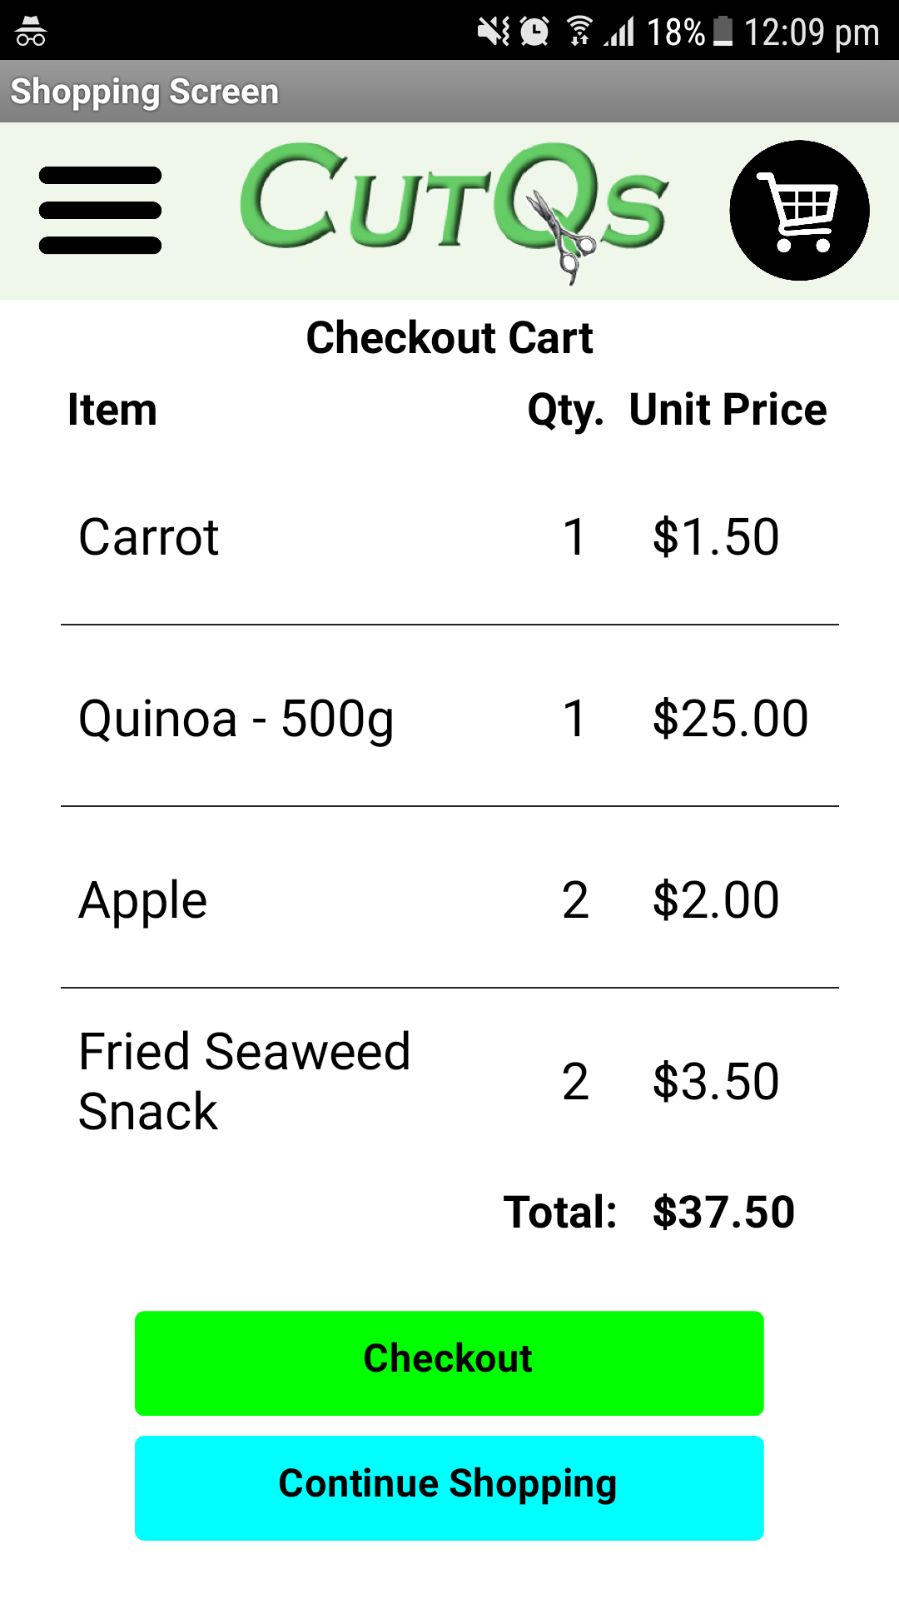 18% 12:09 pm
Shopping Screen
CutQs
Checkout Cart
Item Qty. Unit Price
Carrot 1 $1.50
Quinoa - 500g 1 $25.00
Apple 2 $2.00
Fried Seaweed
Snack 2 $3.50
Total: $37.50
Checkout
Continue Shopping